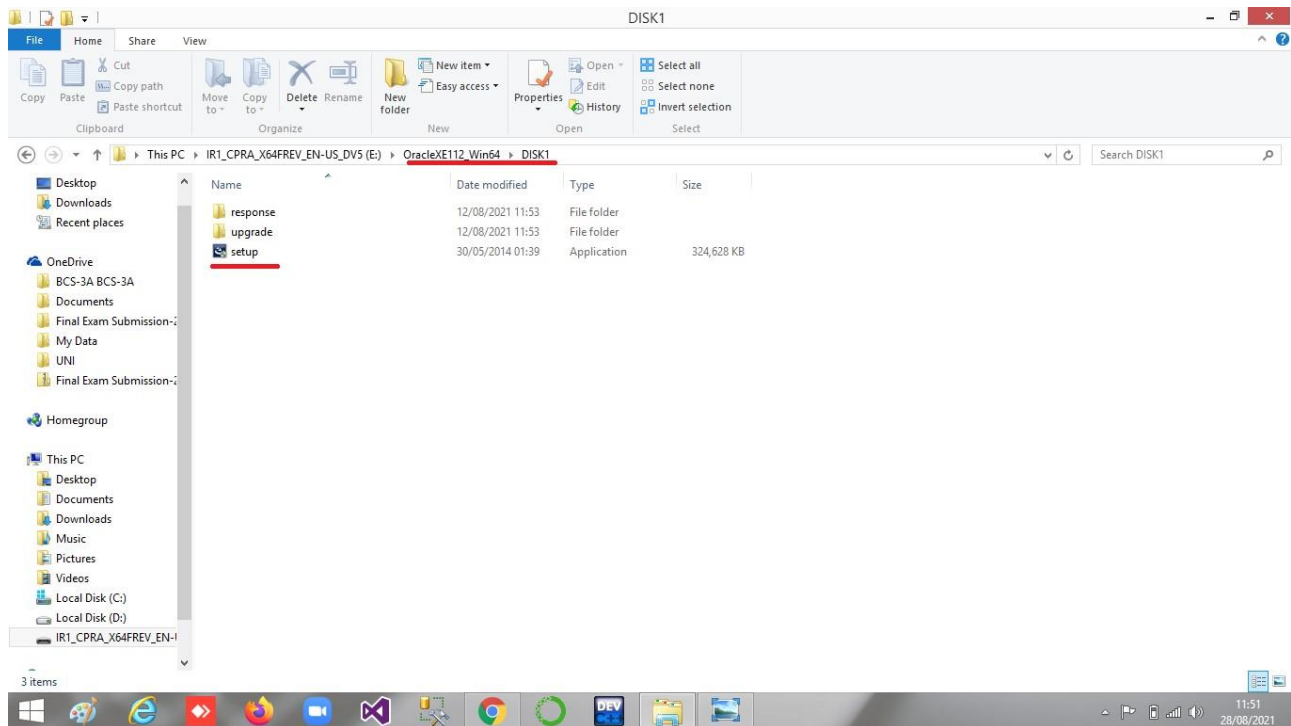 DISK1
File Home Share View
Copy
Paste
Cut
Copy path
Paste shortcut
Move to
Copy to
Delete
Rename
New folder
New item
Easy access
Properties
Open
Edit
History
Select all
Select none
Invert selection
Clipboard Organize New Open Select
This PC IR1_CPRA_X64FREV_EN-US_DV5 (E:) OracleXE112_Win64 DISK1
Search DISK1
Desktop
Downloads
Recent places
OneDrive
BCS-3A BCS-3A
Documents
Final Exam Submission-2
My Data
UNI
Final Exam Submission-2
Homegroup
This PC
Desktop
Documents
Downloads
Music
Pictures
Videos
Local Disk (C:)
Local Disk (D:)
IR1_CPRA_X64FREV_EN-U
Name Date modified Type Size
response 12/08/2021 11:53 File folder
upgrade 12/08/2021 11:53 File folder
setup 30/05/2014 01:39 Application 324,628 KB
3 items
DEV
11:51
28/08/2021